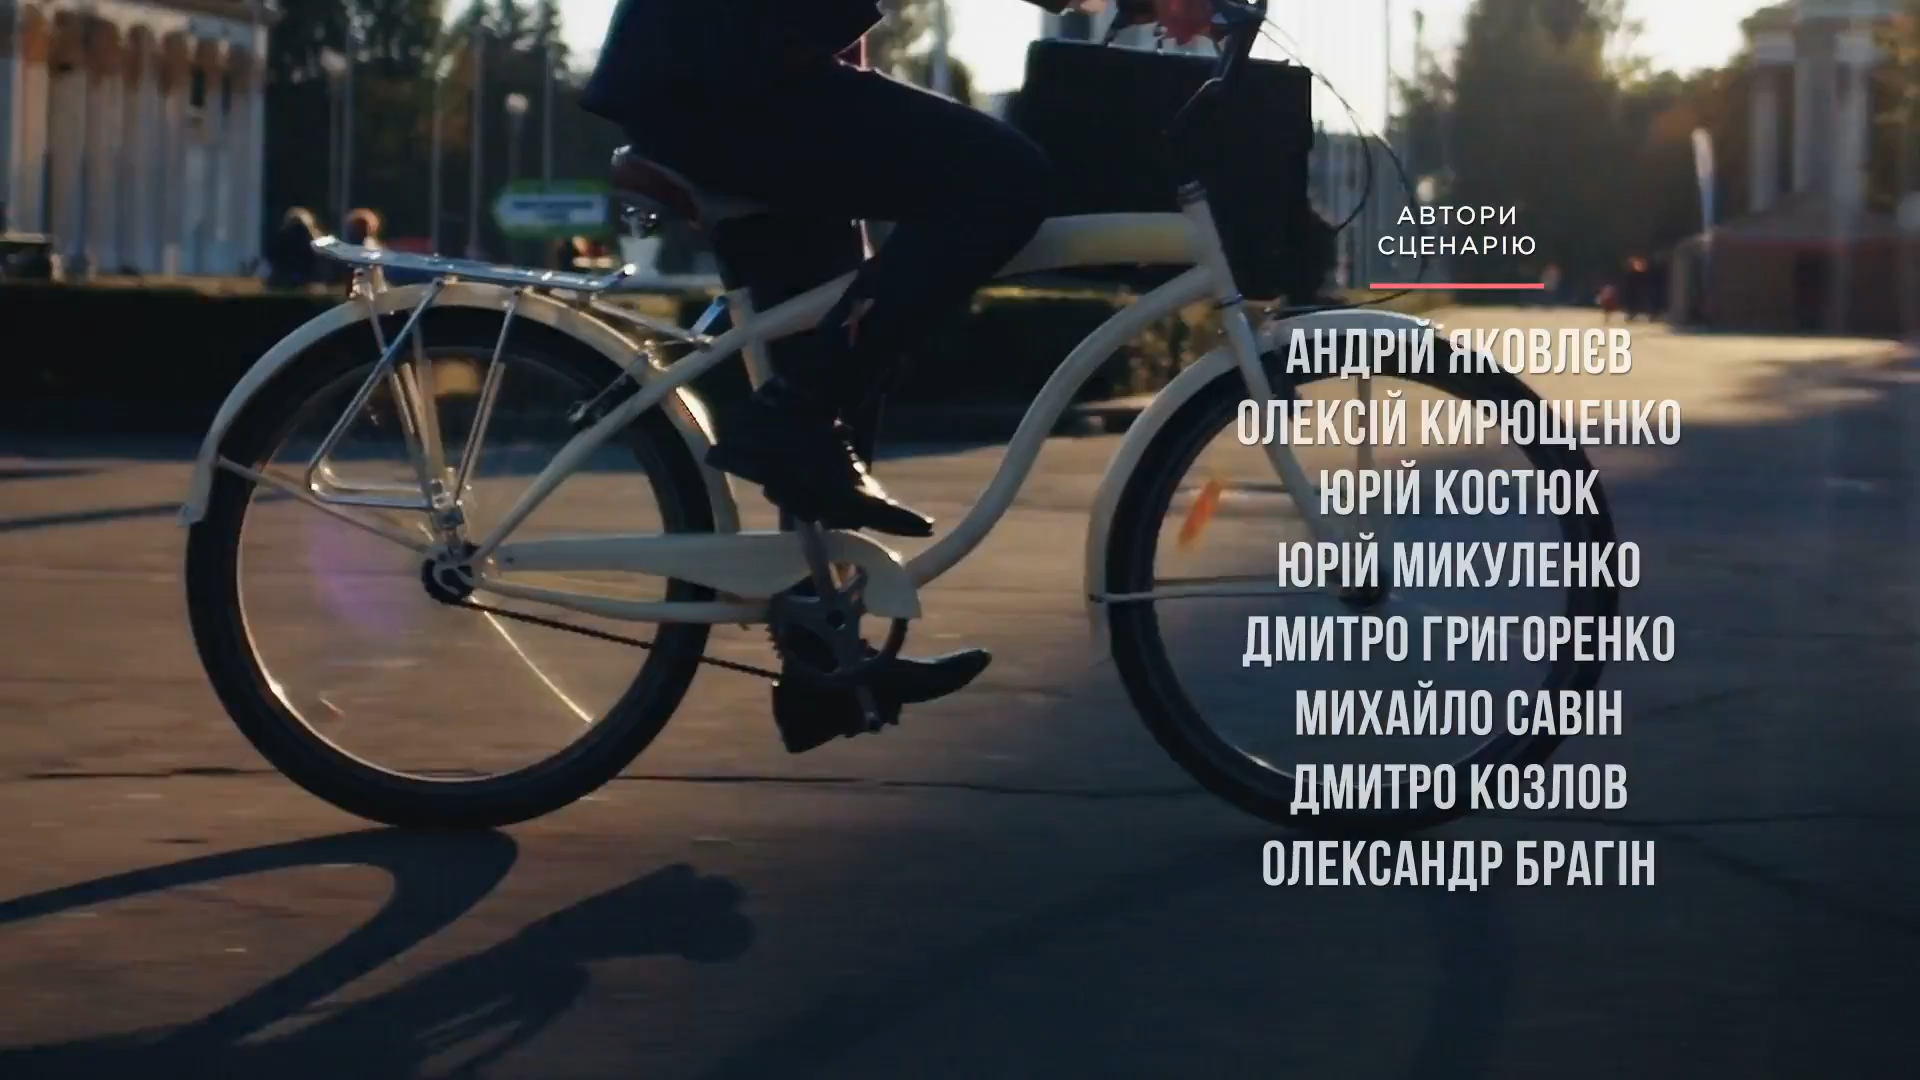 АВТОРИ
СЦЕНАРІЮ
АНДРІЙ ЯКОВЛЄВ
ОЛЕКСІЙ КИРЮЩЕНКО
ЮРІЙ КОСТЮК
ЮРІЙ МИКУЛЕНКО
ДМИТРО ГРИГОРЕНКО
МИХАЙЛО САВІН
ДМИТРО КОЗЛОВ
ОЛЕКСАНДР БРАГІН